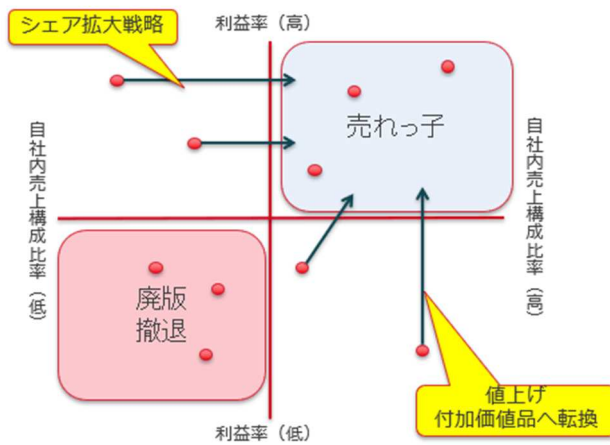 シェア拡大戦略
利益率（高）
売れっ子
自社内売上構成比率（低）
自社内売上構成比率（高）
廃版
撤退
値上げ
付加価値品へ転換
利益率（低）